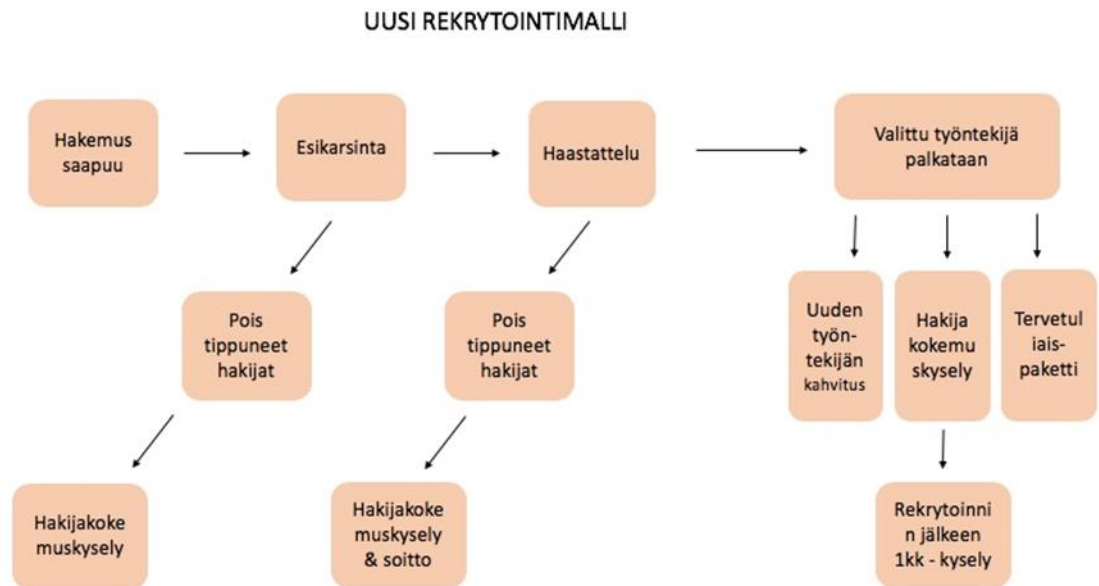 UUSI REKRYTOINTIMALLI
Hakemus
saapuu
Esikarsinta
Haastattelu
Valittu työntekijä
palkataan
Pois
tippuneet
hakijat
Pois
tippuneet
hakijat
Uuden
työn-
tekijän
kahvitus
Hakija
kokemu
skysely
Tervetul
iais-
paketti
Hakijakoke
muskysely
Hakijakoke
muskysely
& soitto
Rekrytoinni
n jälkeen
1kk - kysely